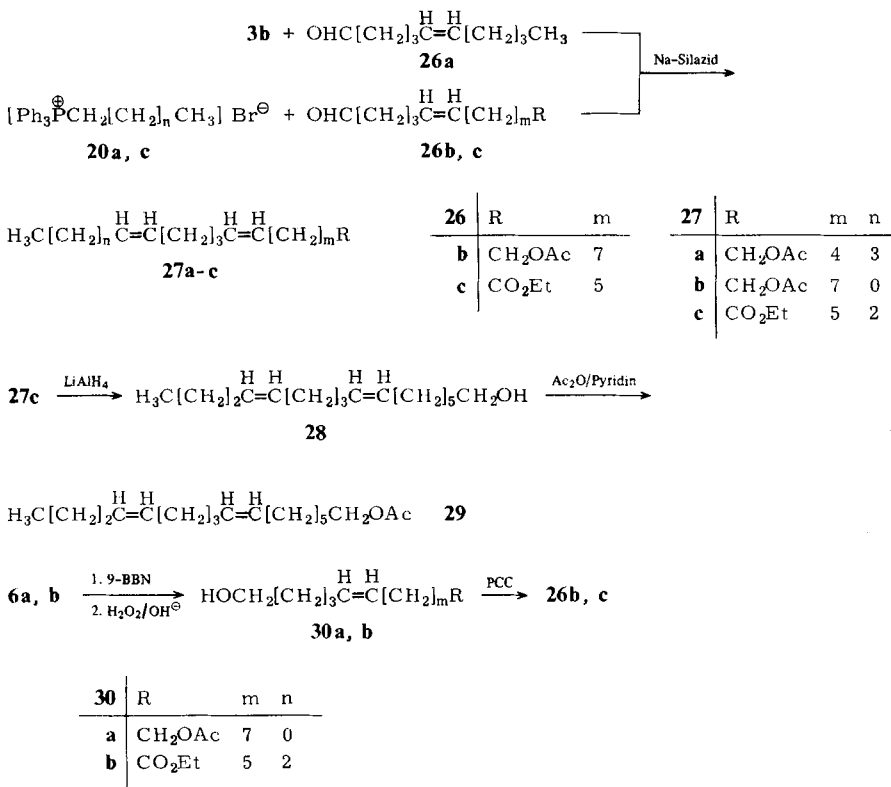 H H
3b + OHC[CH₂]₃C=C[CH₂]₃CH₃
26a
Na-Silazid
H H
[Ph₃P⊕CH₂[CH₂]ₙCH₃] Br⊖ + OHC[CH₂]₃C=C[CH₂]ₘR
20a, c 26b, c
H H H H
H₃C[CH₂]ₙC=C[CH₂]₃C=C[CH₂]ₘR
27a-c
26 R m
b CH₂OAc 7
c CO₂Et 5
27 R m n
a CH₂OAc 4 3
b CH₂OAc 7 0
c CO₂Et 5 2
H H H H
27c LiAlH₄ → H₃C[CH₂]₂C=C[CH₂]₃C=C[CH₂]₅CH₂OH Ac₂O/Pyridin →
28
H H H H
H₃C[CH₂]₂C=C[CH₂]₃C=C[CH₂]₅CH₂OAc 29
H H
6a, b 1. 9-BBN 2. H₂O₂/OH⊖ → HOCH₂[CH₂]₃C=C[CH₂]ₘR PCC → 26b, c
30a, b
30 R m n
a CH₂OAc 7 0
b CO₂Et 5 2